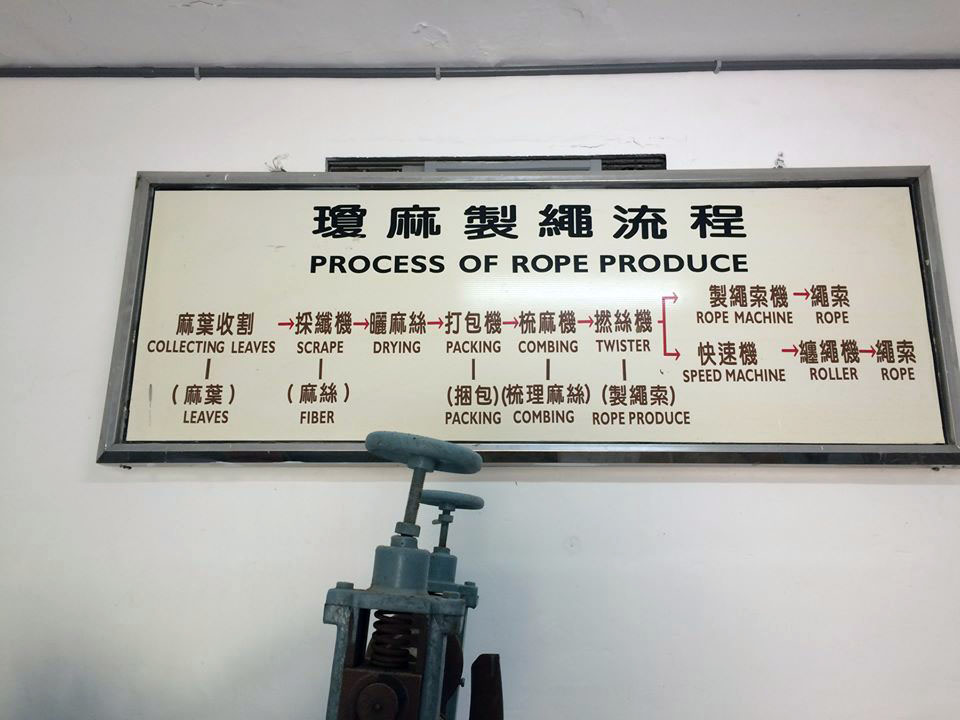 瓊麻製繩流程
PROCESS OF ROPE PRODUCE
製繩索機→繩索
ROPE MACHINE ROPE
麻葉收割→採纖機→曬麻絲→打包機→梳麻機→撚絲機
COLLECTING LEAVES SCRAPE DRYING PACKING COMBING TWISTER
快速機→纏繩機→繩索
SPEED MACHINE ROLLER ROPE
(麻葉) (麻絲) (捆包) (梳理麻絲) (製繩索)
LEAVES FIBER PACKING COMBING ROPE PRODUCE